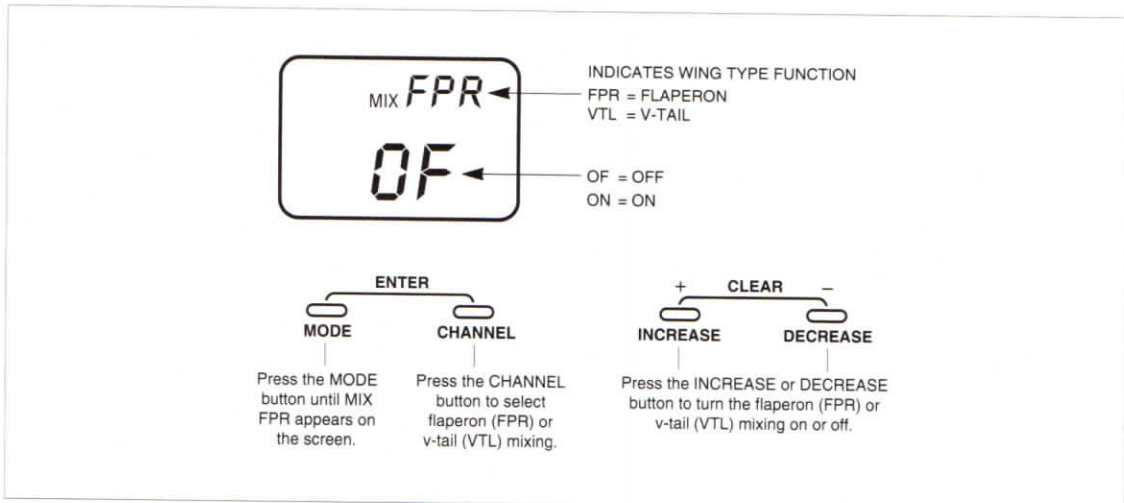 MIX FPR
OF
INDICATES WING TYPE FUNCTION
FPR = FLAPERON
VTL = V-TAIL
OF = OFF
ON = ON
ENTER
MODE
CHANNEL
Press the MODE
button until MIX
FPR appears on
the screen.
Press the CHANNEL
button to select
flaperon (FPR) or
v-tail (VTL) mixing.
+ CLEAR –
INCREASE
DECREASE
Press the INCREASE or DECREASE
button to turn the flaperon (FPR) or
v-tail (VTL) mixing on or off.